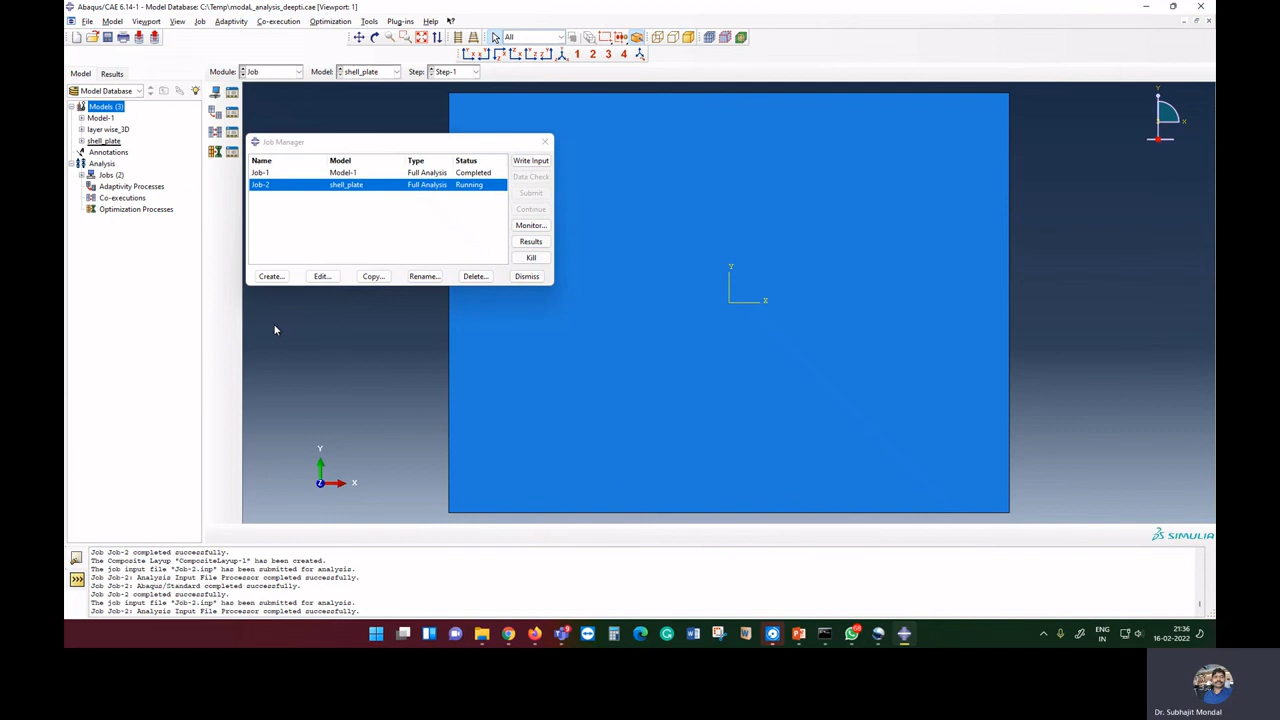 Abaqus/CAE 6.14-1 - Model Database: C:\Temp\modaL_analysis_deepti.cae [Viewport: 1]
File Model Viewport View Job Adaptivity Co-execution Optimization Tools Plug-ins Help
All
1 2 3 4
Model Results
Module: Job Model: shell_plate Step: Step-1
Model Database
Models (3)
Model-1
layer wise_3D
shell_plate
Annotations
Analysis
Jobs (2)
Adaptivity Processes
Co-executions
Optimization Processes
Job Manager
Name Model Type Status
Job-1 Model-1 Full Analysis Completed
Job-2 shell_plate Full Analysis Running
Write Input
Data Check
Submit
Continue
Monitor...
Results
Kill
Create... Edit... Copy... Rename... Delete... Dismiss
Y
X
Y
X
Y
Z
X
SIMULIA
Job Job-2 completed successfully.
The Composite Layup "CompositeLayup-1" has been created.
The job input file "Job-2.inp" has been submitted for analysis.
Job Job-2: Analysis Input File Processor completed successfully.
Job Job-2: Abaqus/Standard completed successfully.
Job Job-2 completed successfully.
The job input file "Job-2.inp" has been submitted for analysis.
Job Job-2: Analysis Input File Processor completed successfully.
>>>
68
ENG
IN
21:36
16-02-2022
Dr. Subhajit Mondal